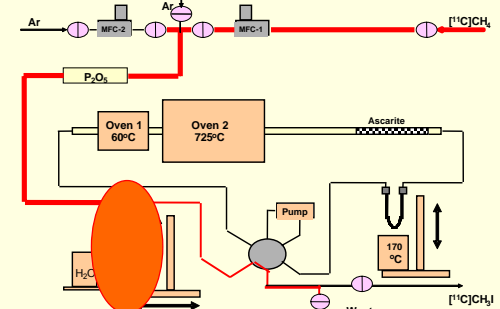 Ar
Ar
MFC-2
MFC-1
[¹¹C]CH₄
P₂O₅
Oven 1
60°C
Oven 2
725°C
Ascarite
Pump
170
°C
H₂O
[¹¹C]CH₃I